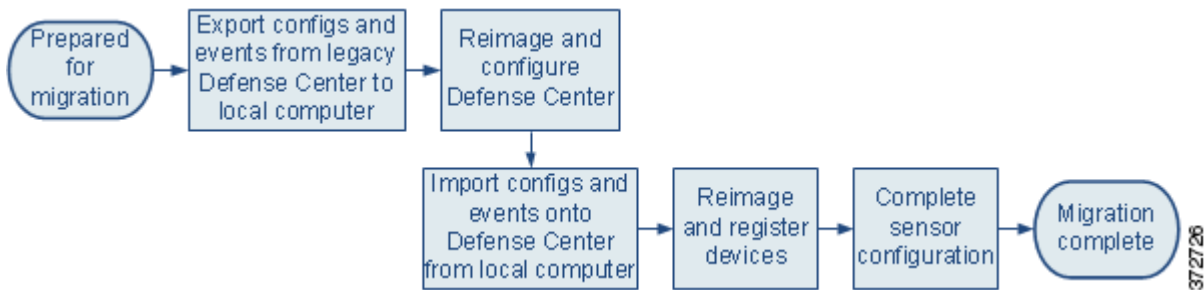 Prepared
for
migration
Export configs and
events from legacy
Defense Center to
local computer
Reimage and
configure
Defense Center
Import configs and
events onto
Defense Center
from local computer
Reimage
and register
devices
Complete
sensor
configuration
Migration
complete
372726